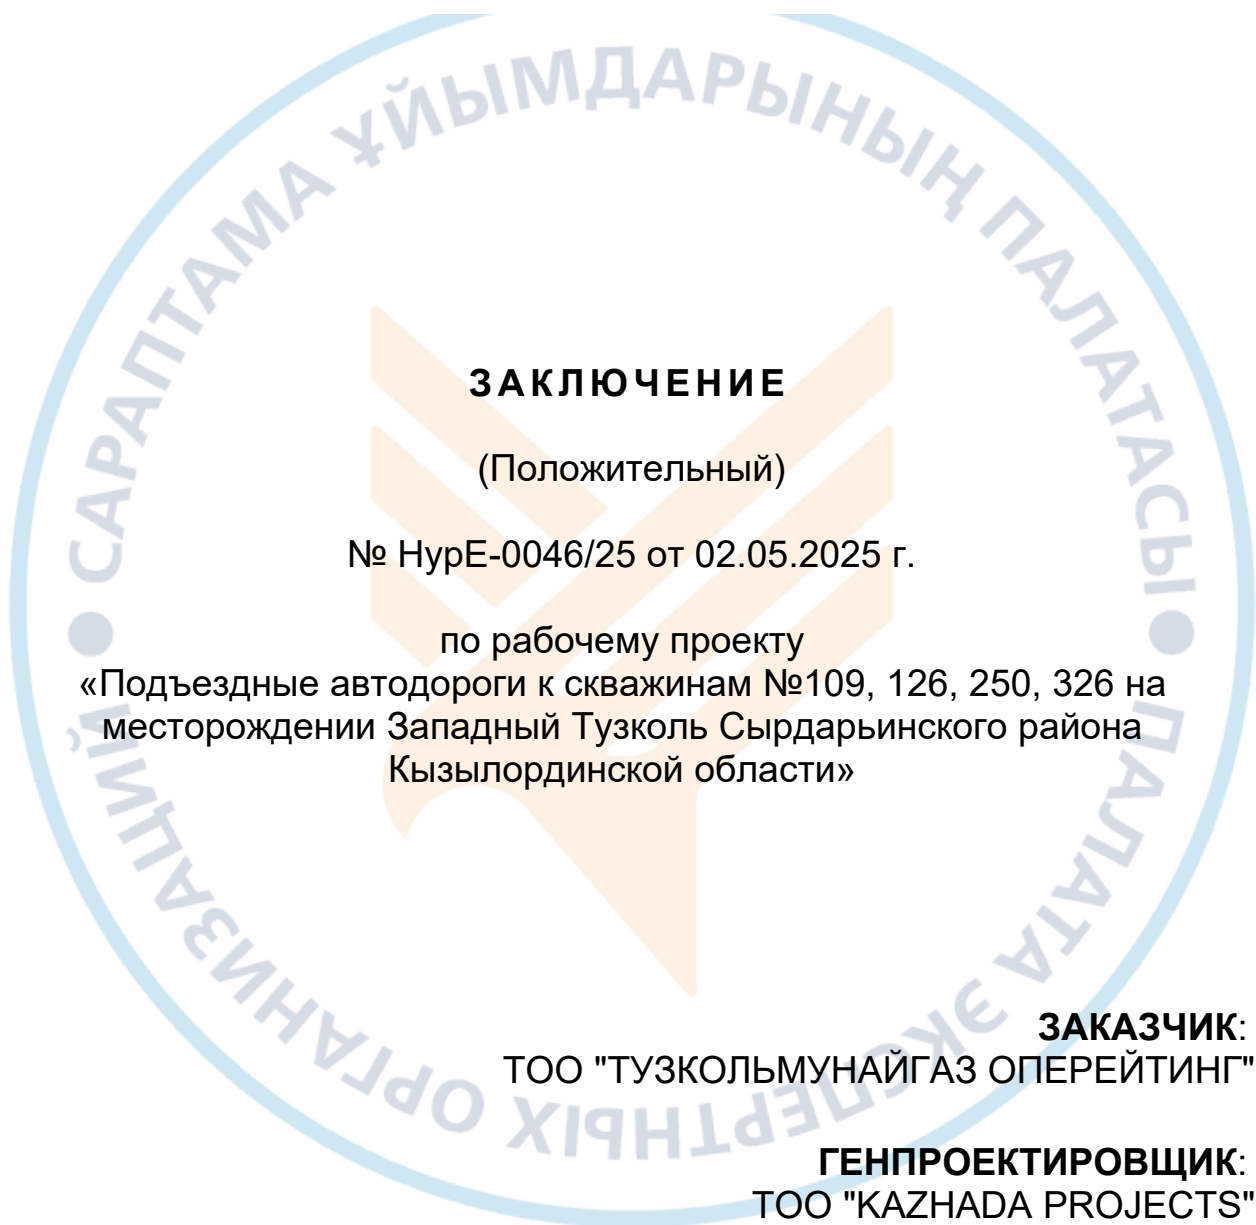 САРАПТАМА ҰЙЫМДАРЫНЫҢ ПАЛАТАСЫ ● ПАЛАТА ЭКСПЕРТНЫХ ОРГАНИЗАЦИЙ ●
ЗАКЛЮЧЕНИЕ
(Положительный)
№ НурЕ-0046/25 от 02.05.2025 г.
по рабочему проекту
«Подъездные автодороги к скважинам №109, 126, 250, 326 на
месторождении Западный Тузколь Сырдарьинского района
Кызылординской области»
ЗАКАЗЧИК:
ТОО "ТУЗКОЛЬМУНАЙГАЗ ОПЕРЕЙТИНГ"
ГЕНПРОЕКТИРОВЩИК:
ТОО "KAZHADA PROJECTS"